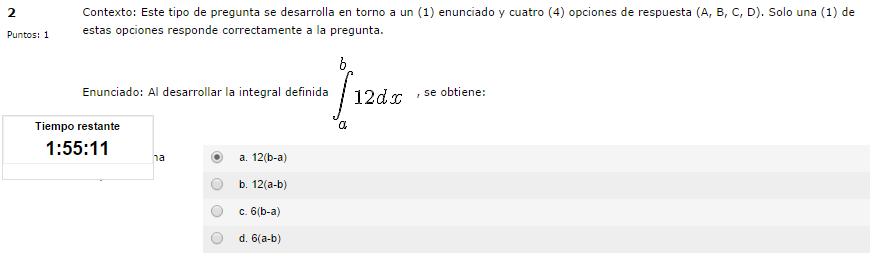 2
Puntos: 1
Contexto: Este tipo de pregunta se desarrolla en torno a un (1) enunciado y cuatro (4) opciones de respuesta (A, B, C, D). Solo una (1) de
estas opciones responde correctamente a la pregunta.
Enunciado: Al desarrollar la integral definida ∫ₐᵇ 12dx , se obtiene:
Tiempo restante
1:55:11
a. 12(b-a)
b. 12(a-b)
c. 6(b-a)
d. 6(a-b)